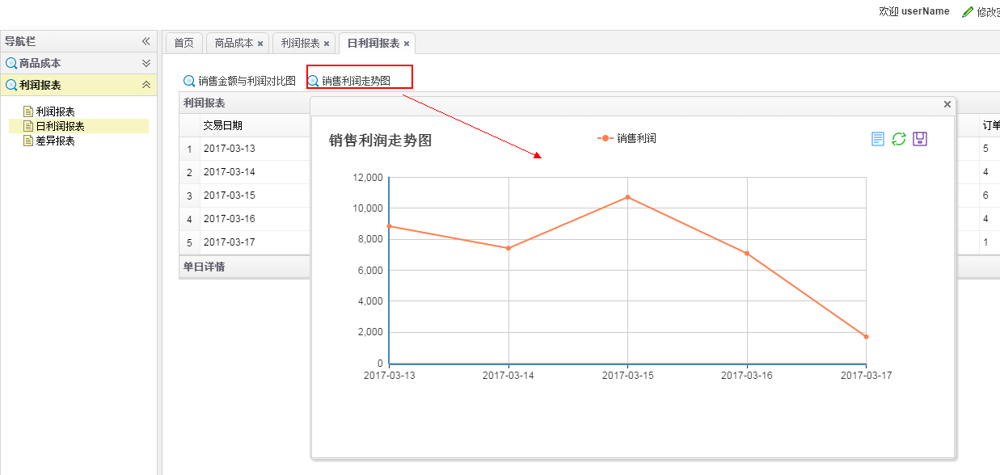 欢迎 userName 修改密
导航栏
商品成本
利润报表
利润报表
日利润报表
差异报表
首页 商品成本 利润报表 日利润报表
销售金额与利润对比图 销售利润走势图
利润报表
交易日期 订单
1 2017-03-13 5
2 2017-03-14 4
3 2017-03-15 6
4 2017-03-16 4
5 2017-03-17 1
单日详情
销售利润走势图
销售利润
12,000
10,000
8,000
6,000
4,000
2,000
0
2017-03-13 2017-03-14 2017-03-15 2017-03-16 2017-03-17